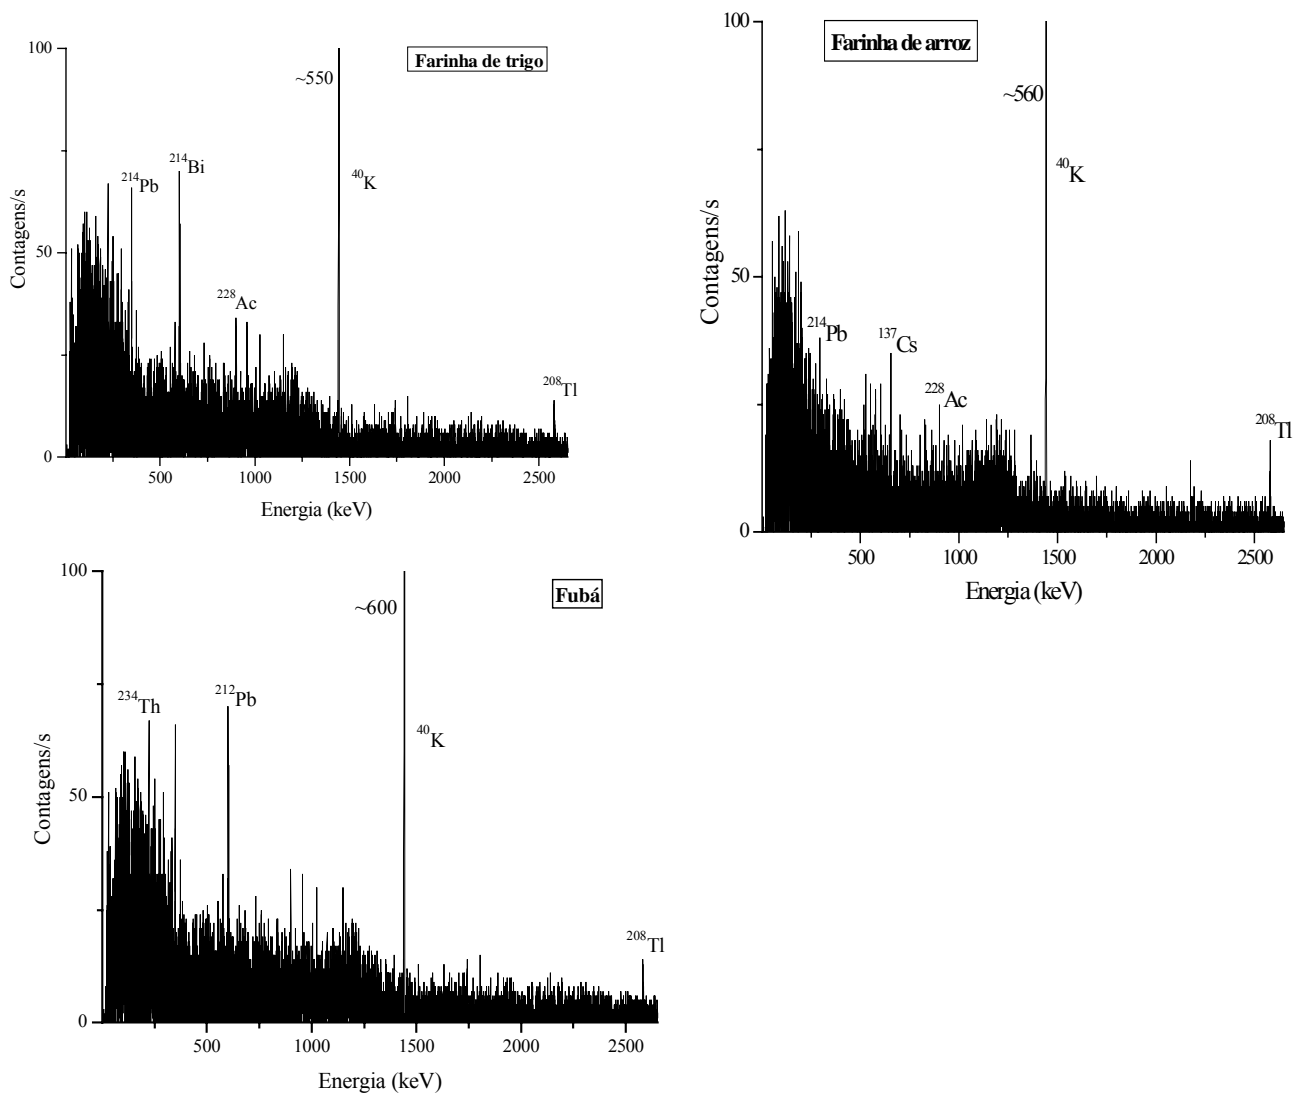 Farinha de trigo
100
50
0
Contagens/s
~550
²¹⁴Pb
²¹⁴Bi
²²⁸Ac
⁴⁰K
²⁰⁸Tl
500 1000 1500 2000 2500
Energia (keV)
Farinha de arroz
100
50
0
Contagens/s
~560
²¹⁴Pb
¹³⁷Cs
²²⁸Ac
⁴⁰K
²⁰⁸Tl
500 1000 1500 2000 2500
Energia (keV)
Fubá
100
50
0
Contagens/s
~600
²³⁴Th
²¹²Pb
⁴⁰K
²⁰⁸Tl
500 1000 1500 2000 2500
Energia (keV)